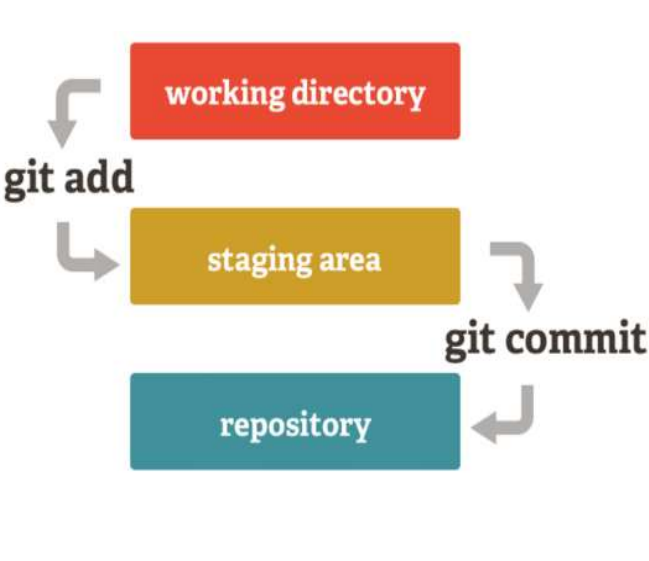 working directory
git add
staging area
git commit
repository